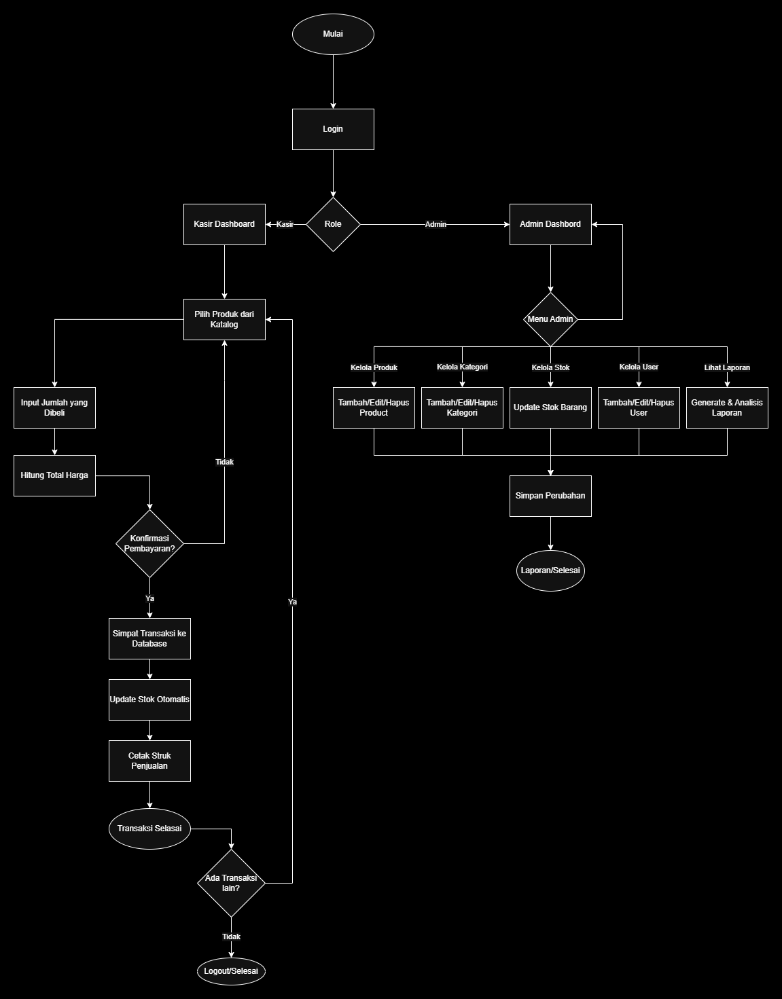 Mulai
Login
Kasir Dashboard
Kasir
Role
Admin
Admin Dashbord
Pilih Produk dari
Katalog
Menu Admin
Kelola Produk
Kelola Kategori
Kelola Stok
Kelola User
Lihat Laporan
Input Jumlah yang
Dibeli
Tambah/Edit/Hapus
Product
Tambah/Edit/Hapus
Kategori
Update Stok Barang
Tambah/Edit/Hapus
User
Generate & Analisis
Laporan
Hitung Total Harga
Tidak
Simpan Perubahan
Konfirmasi
Pembayaran?
Laporan/Selesai
Ya
Ya
Simpat Transaksi ke
Database
Update Stok Otomatis
Cetak Struk
Penjualan
Transaksi Selasai
Ada Transaksi
lain?
Tidak
Logout/Selesai